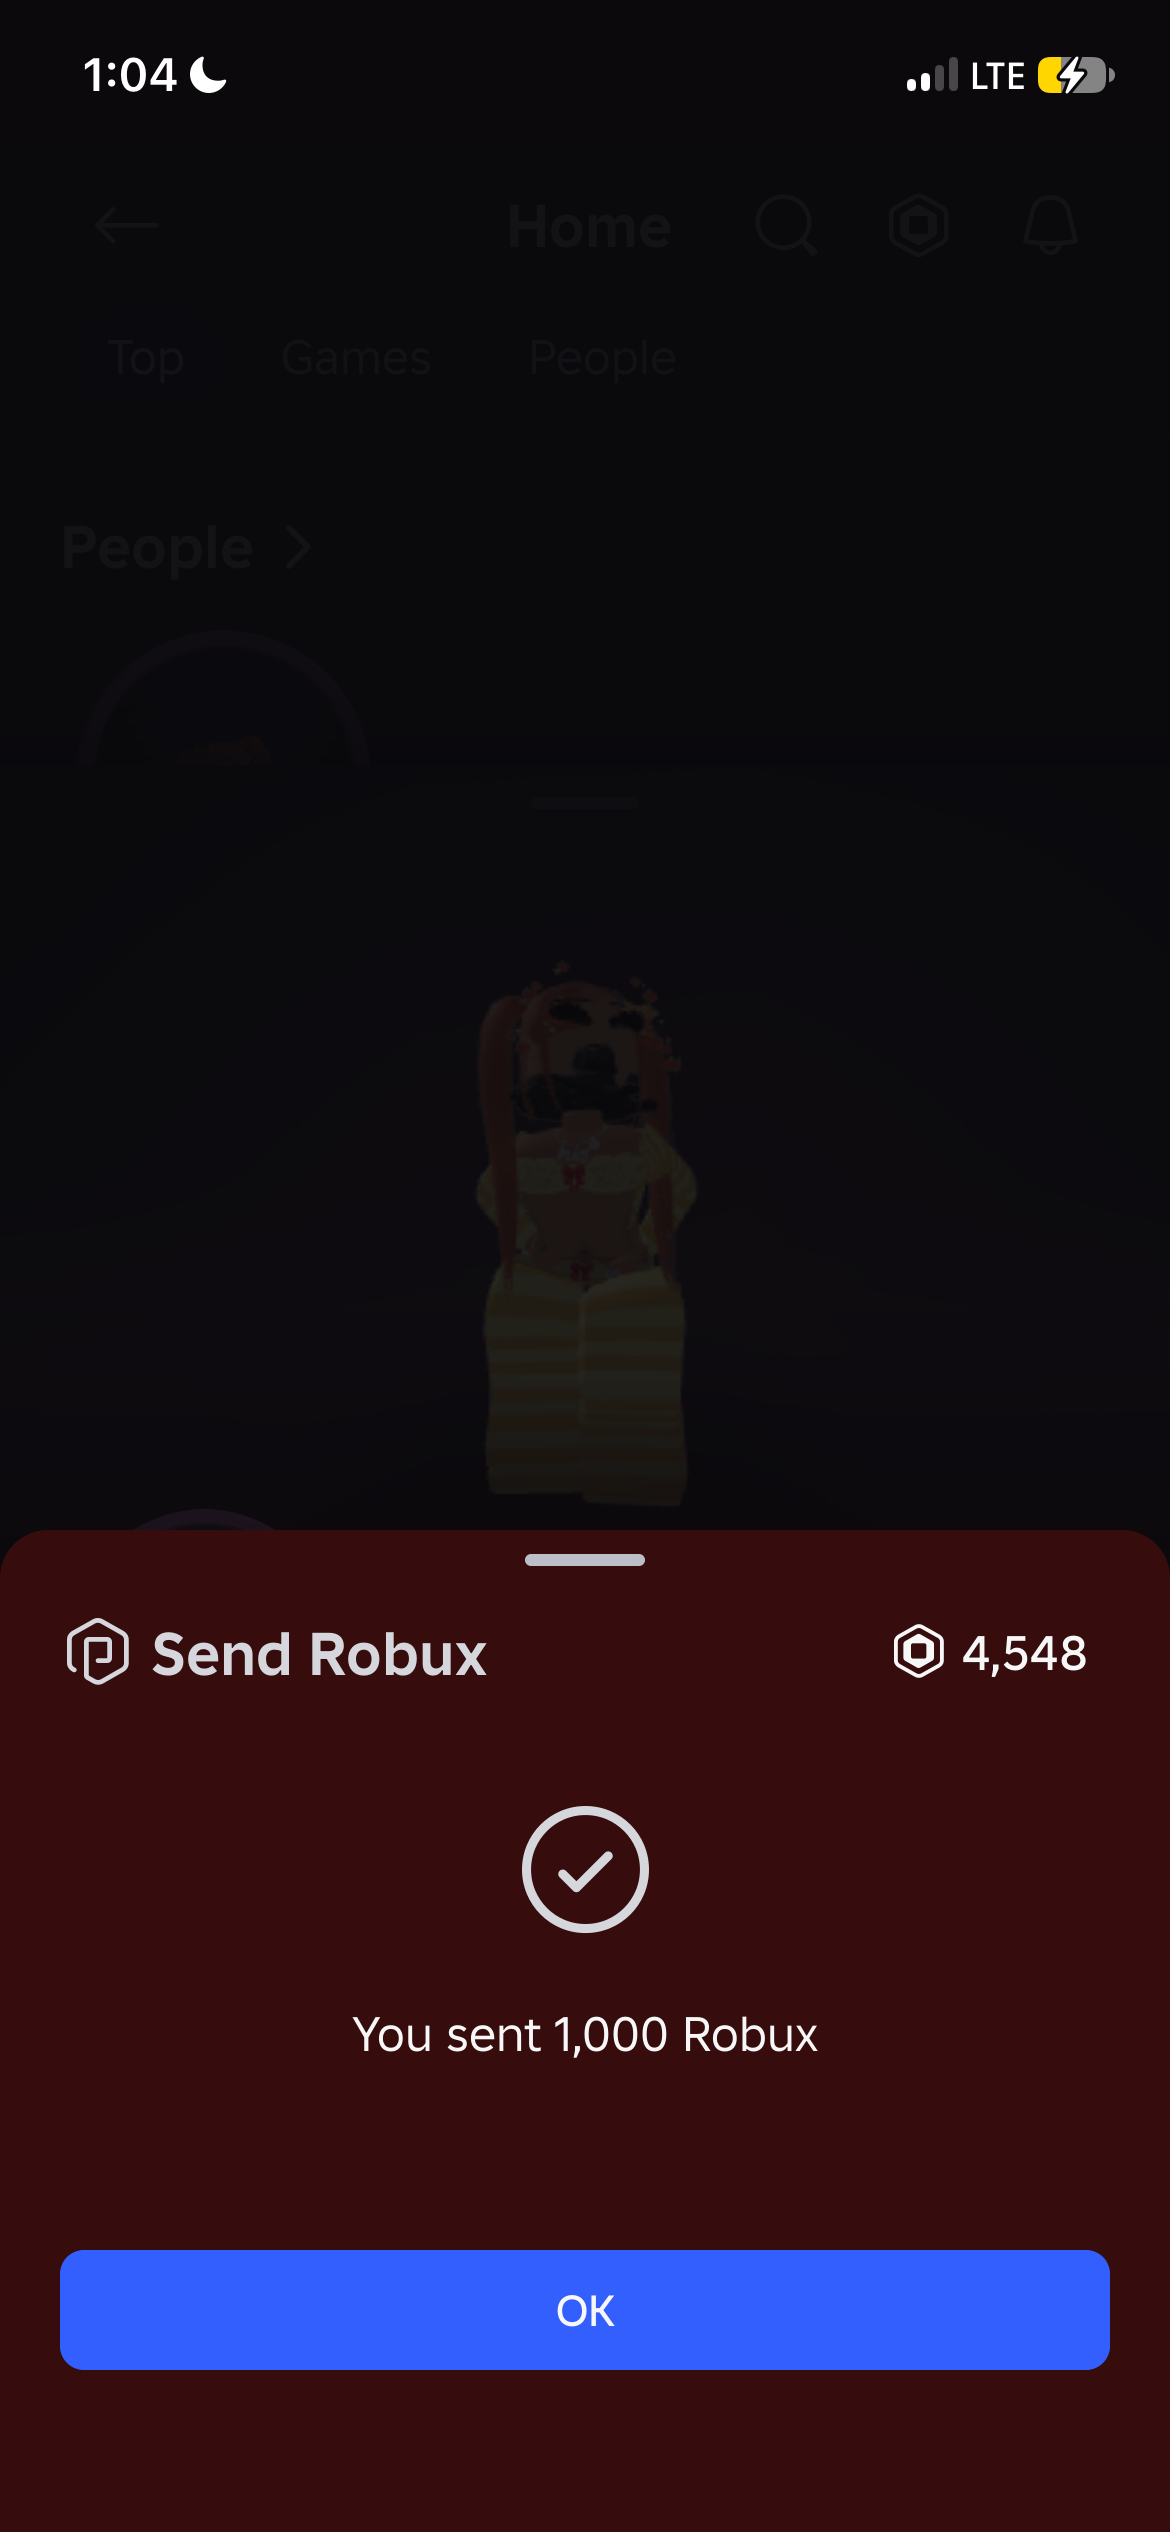 1:04
LTE
Home
Top Games People
People
Send Robux
4,548
You sent 1,000 Robux
OK